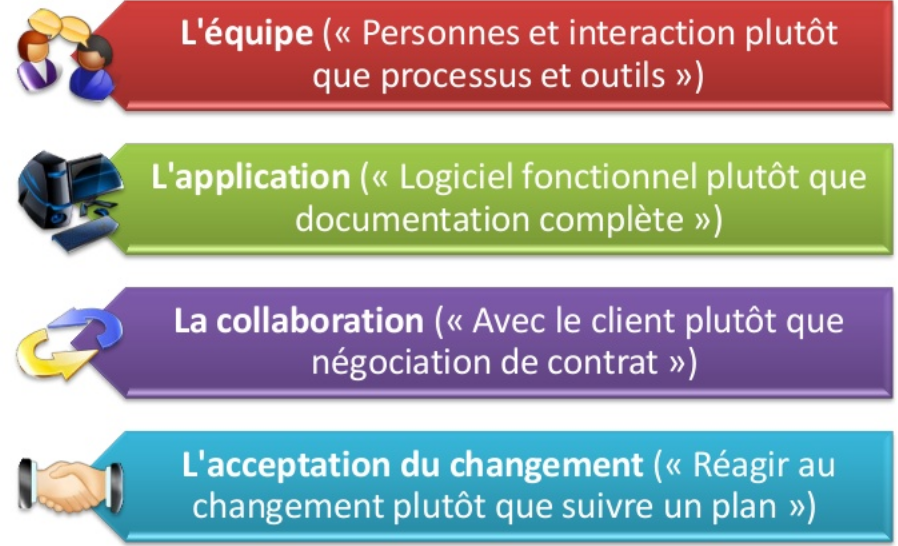 L'équipe (« Personnes et interaction plutôt
que processus et outils »)
L'application (« Logiciel fonctionnel plutôt que
documentation complète »)
La collaboration (« Avec le client plutôt que
négociation de contrat »)
L'acceptation du changement (« Réagir au
changement plutôt que suivre un plan »)